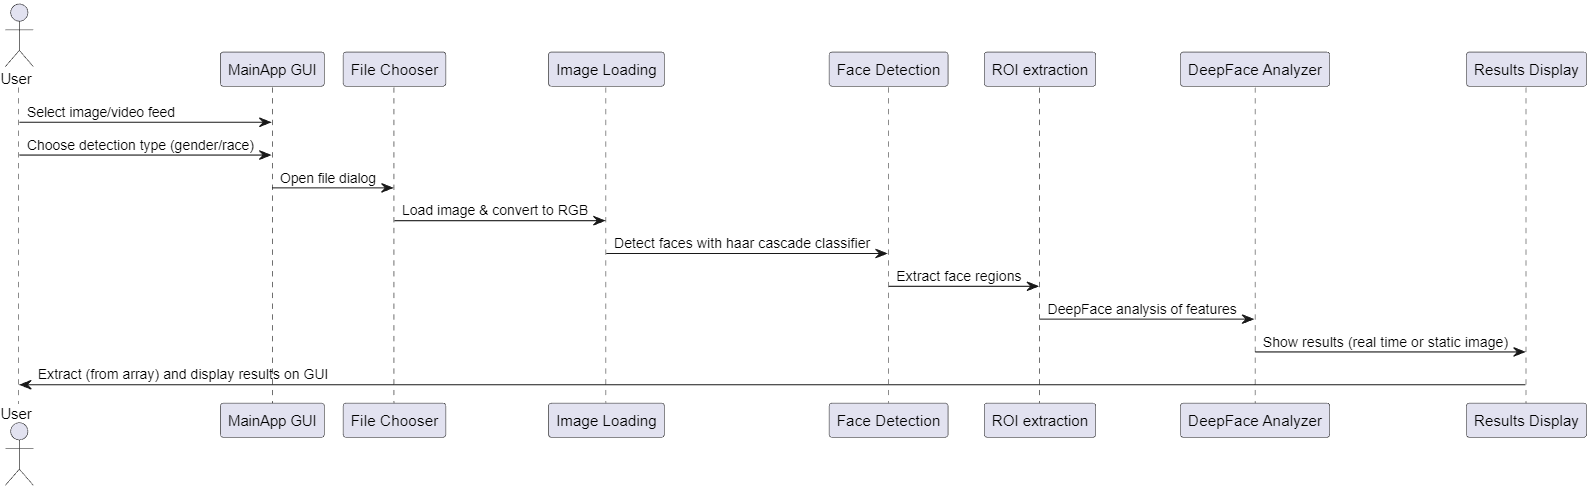 User
MainApp GUI
File Chooser
Image Loading
Face Detection
ROI extraction
DeepFace Analyzer
Results Display
Select image/video feed
Choose detection type (gender/race)
Open file dialog
Load image & convert to RGB
Detect faces with haar cascade classifier
Extract face regions
DeepFace analysis of features
Show results (real time or static image)
Extract (from array) and display results on GUI
User
MainApp GUI
File Chooser
Image Loading
Face Detection
ROI extraction
DeepFace Analyzer
Results Display